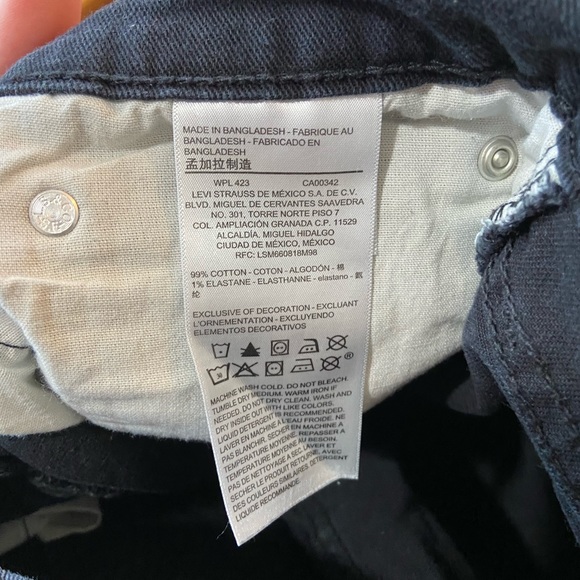 MADE IN BANGLADESH - FABRIQUE AU
BANGLADESH - FABRICADO EN
BANGLADESH
孟加拉制造
WPL 423 CA00342
LEVI STRAUSS DE MÉXICO S.A. DE C.V.
BLVD. MIGUEL DE CERVANTES SAAVEDRA
NO. 301, TORRE NORTE PISO 7
COL. AMPLIACIÓN GRANADA C.P. 11529
ALCALDÍA. MIGUEL HIDALGO
CIUDAD DE MÉXICO, MÉXICO
RFC: LSM660818M98
99% COTTON - COTON - ALGODÓN - 棉
1% ELASTANE - ELASTHANNE - elastano - 氨
纶
EXCLUSIVE OF DECORATION - EXCLUANT
L'ORNEMENTATION - EXCLUYENDO
ELEMENTOS DECORATIVOS
MACHINE WASH COLD. DO NOT BLEACH.
TUMBLE DRY MEDIUM. WARM IRON IF
NEEDED. DO NOT DRY CLEAN. WASH AND
DRY INSIDE OUT WITH LIKE COLORS.
LIQUID DETERGENT IS RECOMMENDED.
LAVER EN MACHINE À L'EAU FROIDE. NE
PAS BLANCHIR. SÉCHER EN MACHINE À
TEMPÉRATURE MOYENNE. REPASSER À
TEMPÉRATURE MOYENNE AU BESOIN.
PAS DE NETTOYAGE À SEC. LAVER ET
SÉCHER LE PRODUIT RETOURNÉ, AVEC
DES COULEURS SIMILAIRES. DÉTERGENT
LIQUIDE RECOMMANDÉ.